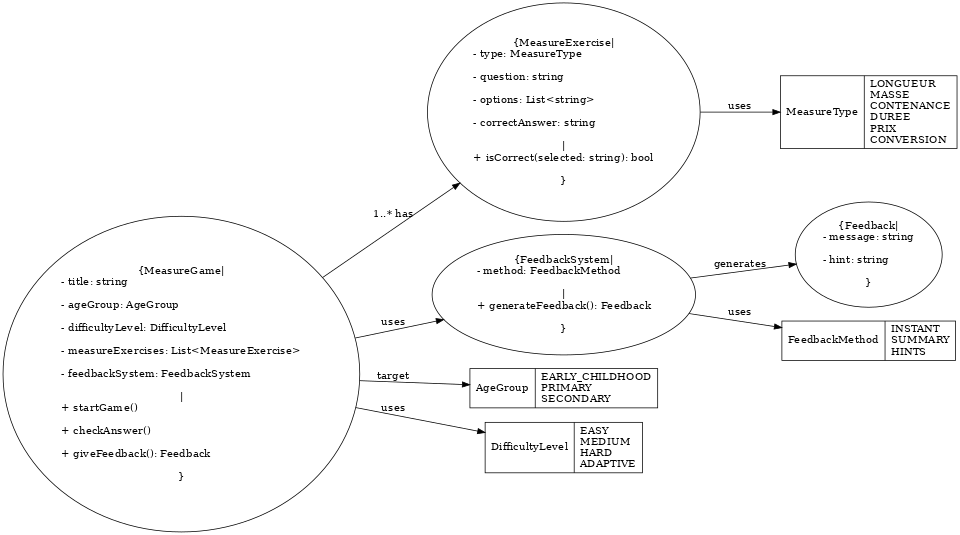 {MeasureExercise|
- type: MeasureType
- question: string
- options: List<string>
- correctAnswer: string
|
+ isCorrect(selected: string): bool
}
uses
MeasureType
LONGUEUR
MASSE
CONTENANCE
DUREE
PRIX
CONVERSION
1..* has
{MeasureGame|
- title: string
- ageGroup: AgeGroup
- difficultyLevel: DifficultyLevel
- measureExercises: List<MeasureExercise>
- feedbackSystem: FeedbackSystem
|
+ startGame()
+ checkAnswer()
+ giveFeedback(): Feedback
}
uses
{FeedbackSystem|
- method: FeedbackMethod
|
+ generateFeedback(): Feedback
}
generates
{Feedback|
- message: string
- hint: string
}
uses
FeedbackMethod
INSTANT
SUMMARY
HINTS
target
AgeGroup
EARLY_CHILDHOOD
PRIMARY
SECONDARY
uses
DifficultyLevel
EASY
MEDIUM
HARD
ADAPTIVE